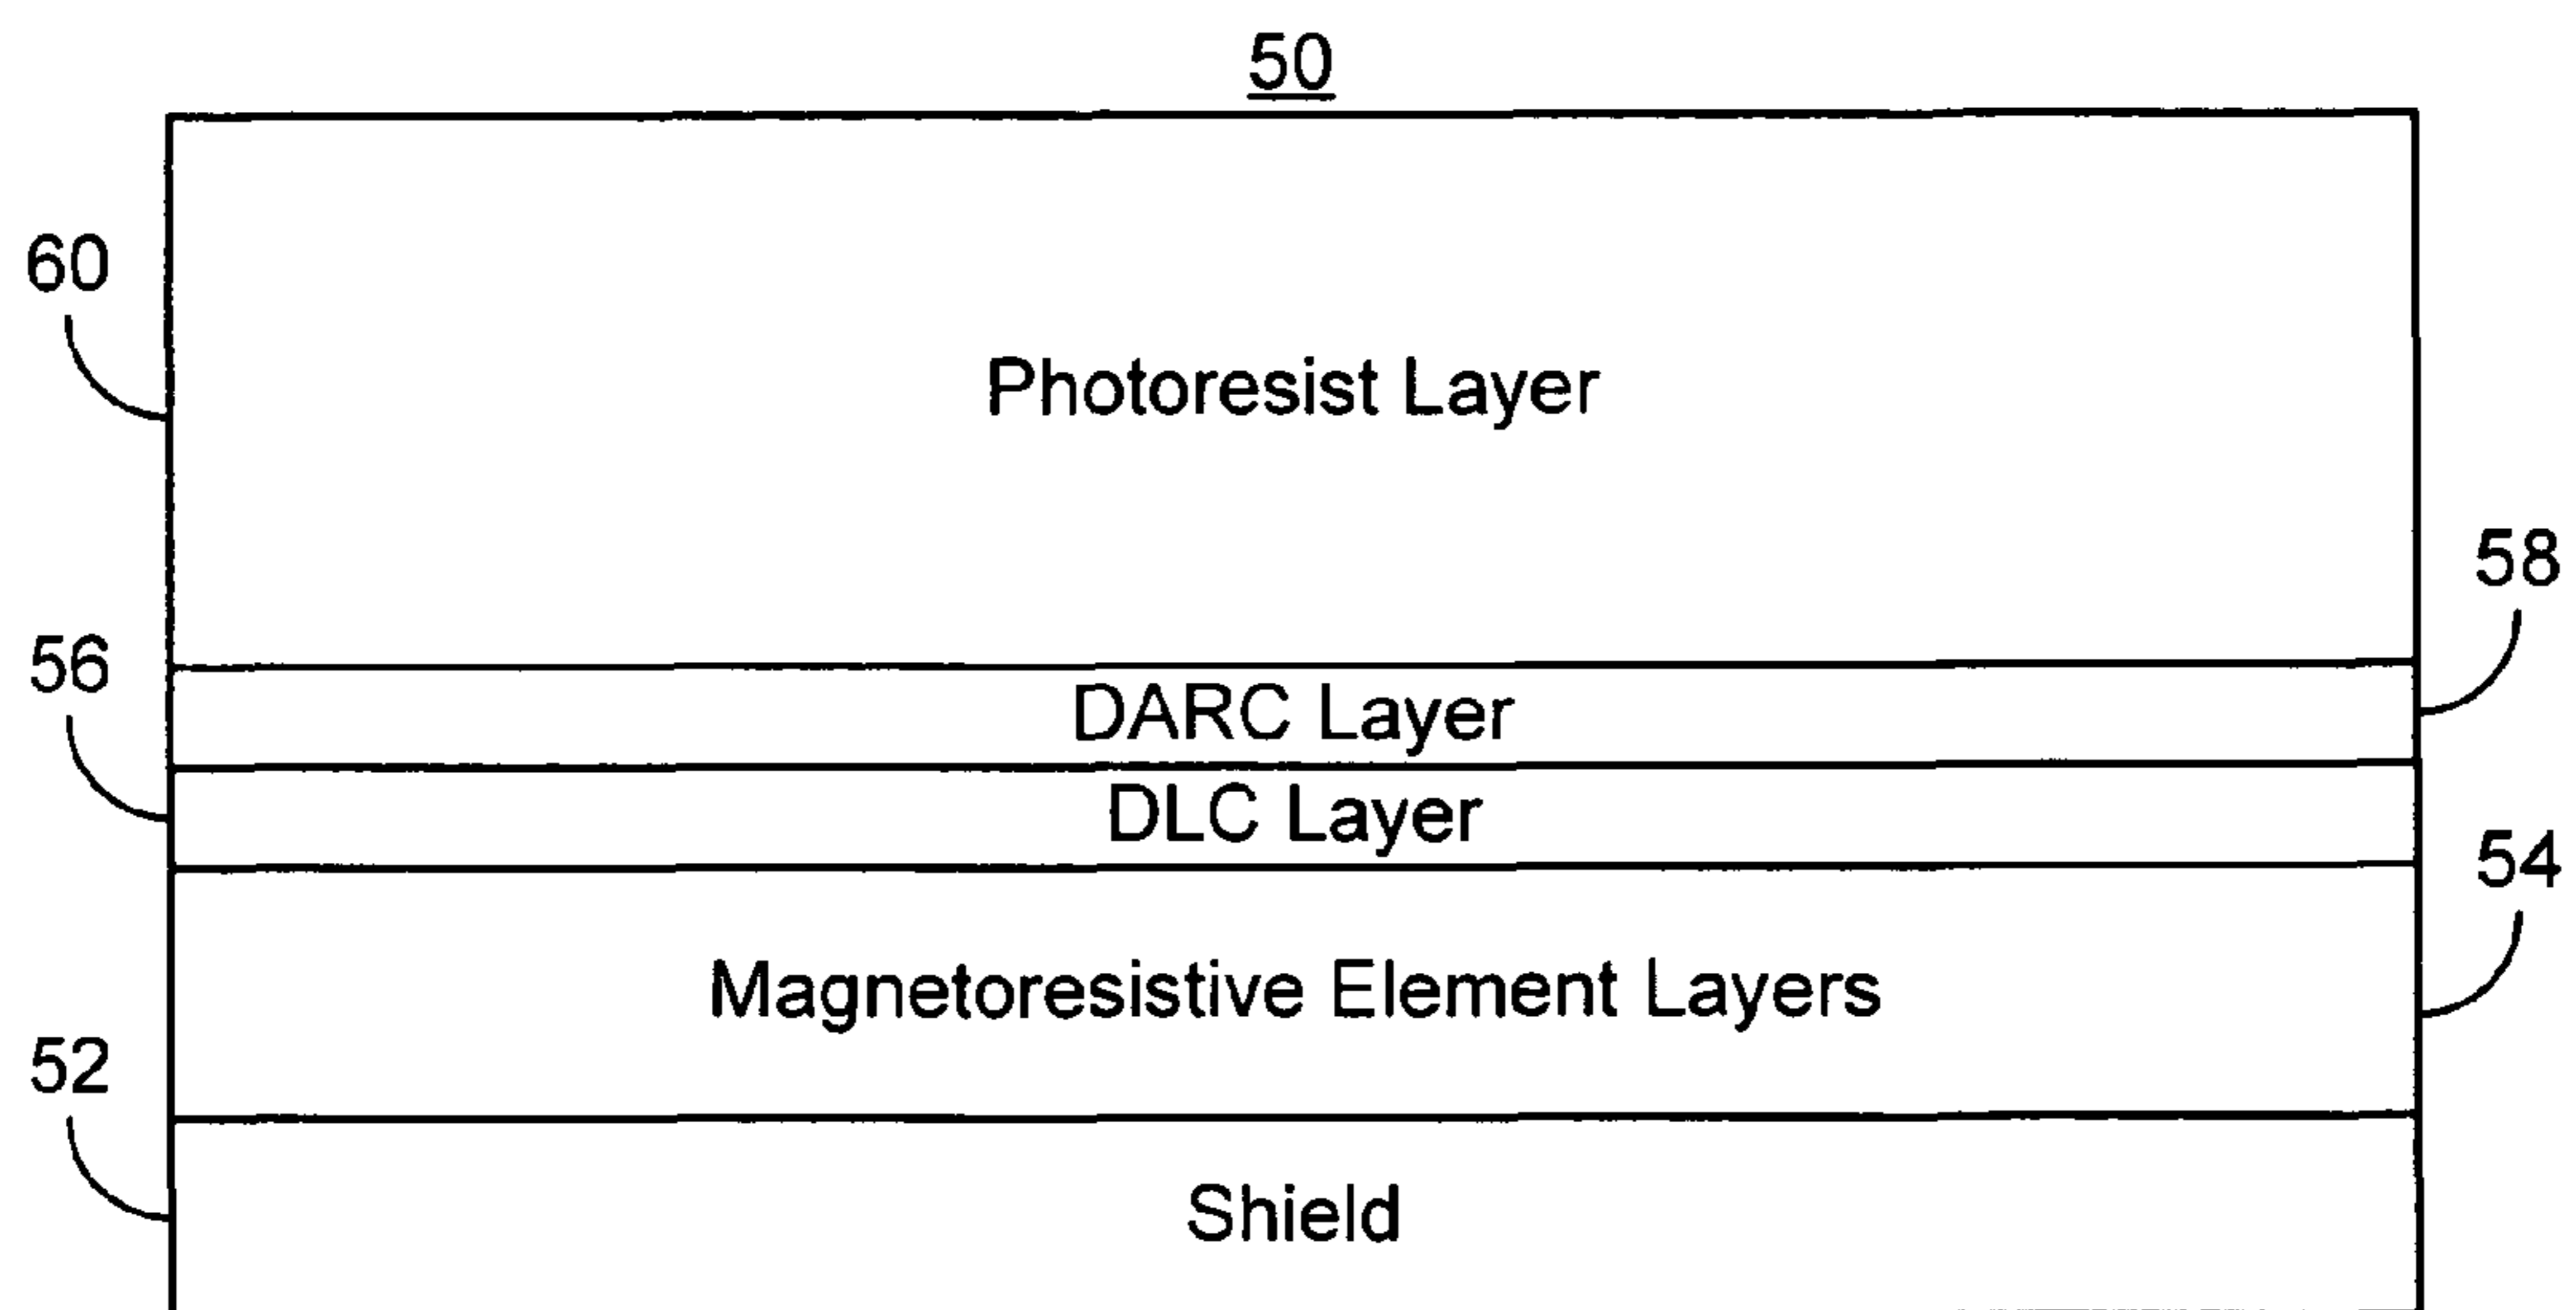 50
60
Photoresist Layer
58
56
DARC Layer
DLC Layer
54
Magnetoresistive Element Layers
52
Shield